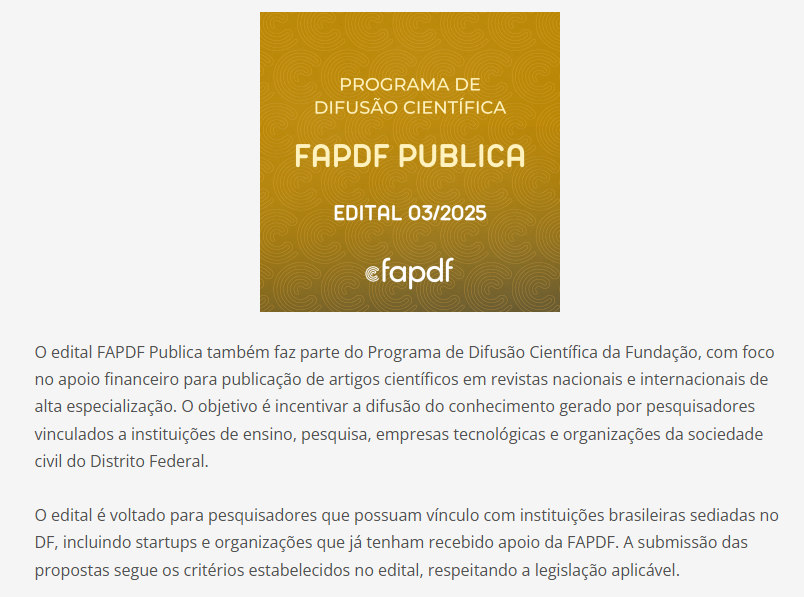 PROGRAMA DE
DIFUSÃO CIENTÍFICA
FAPDF PUBLICA
EDITAL 03/2025
fapdf
O edital FAPDF Publica também faz parte do Programa de Difusão Científica da Fundação, com foco
no apoio financeiro para publicação de artigos científicos em revistas nacionais e internacionais de
alta especialização. O objetivo é incentivar a difusão do conhecimento gerado por pesquisadores
vinculados a instituições de ensino, pesquisa, empresas tecnológicas e organizações da sociedade
civil do Distrito Federal.
O edital é voltado para pesquisadores que possuam vínculo com instituições brasileiras sediadas no
DF, incluindo startups e organizações que já tenham recebido apoio da FAPDF. A submissão das
propostas segue os critérios estabelecidos no edital, respeitando a legislação aplicável.